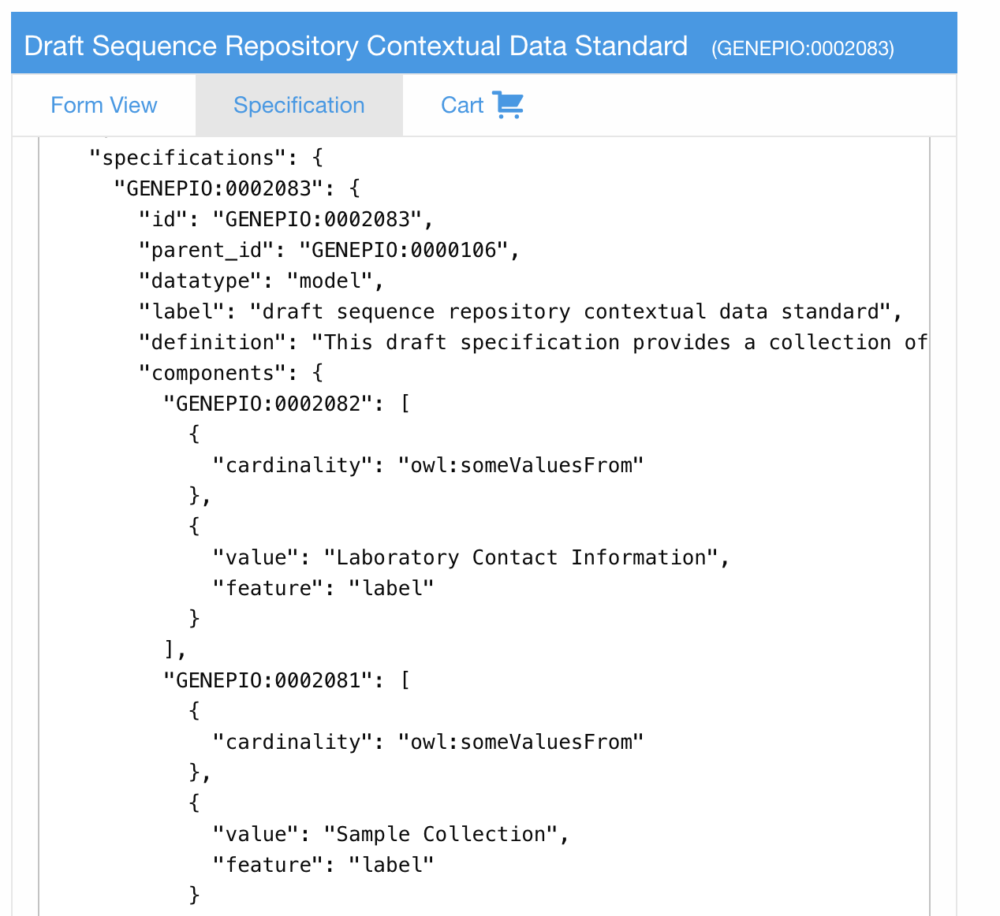 Draft Sequence Repository Contextual Data Standard (GENEPIO:0002083)
Form View Specification Cart
"specifications": {
"GENEPIO:0002083": {
"id": "GENEPIO:0002083",
"parent_id": "GENEPIO:0000106",
"datatype": "model",
"label": "draft sequence repository contextual data standard",
"definition": "This draft specification provides a collection of
"components": {
"GENEPIO:0002082": [
{
"cardinality": "owl:someValuesFrom"
},
{
"value": "Laboratory Contact Information",
"feature": "label"
}
],
"GENEPIO:0002081": [
{
"cardinality": "owl:someValuesFrom"
},
{
"value": "Sample Collection",
"feature": "label"
}